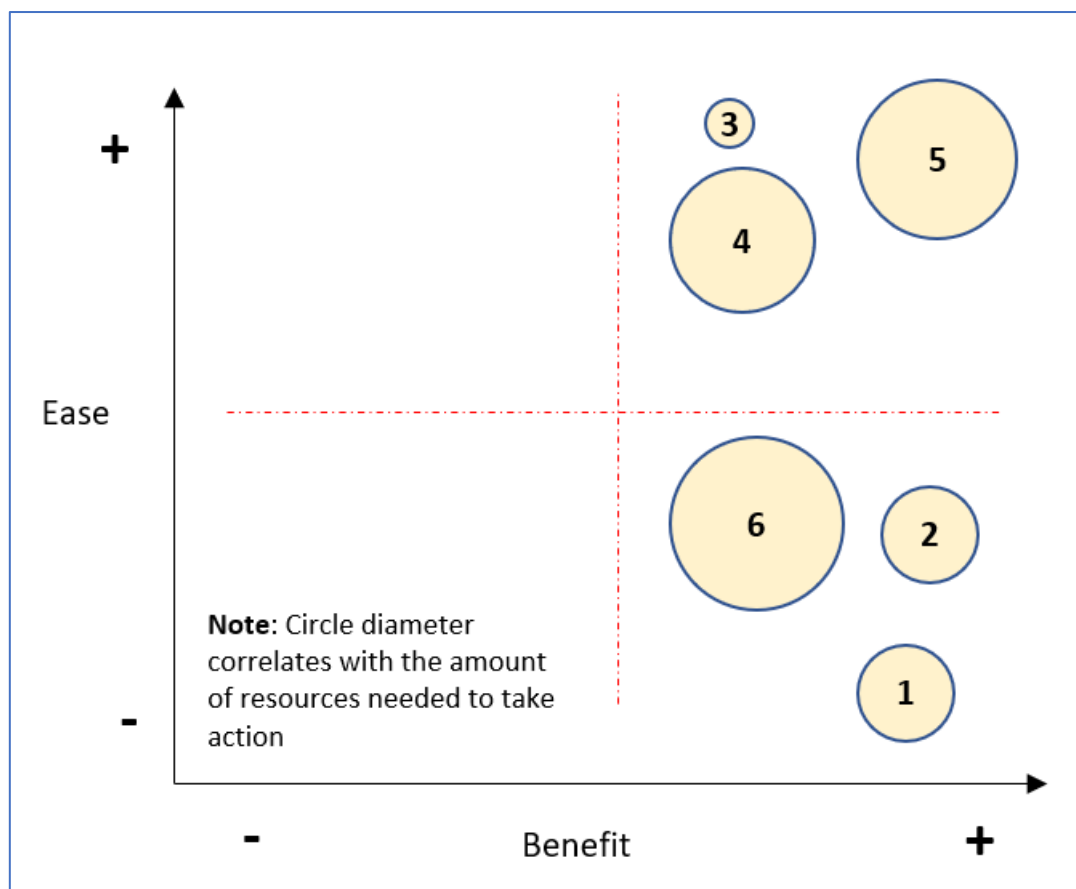 +
3
5
4
Ease
6
2
Note: Circle diameter
correlates with the amount
of resources needed to take
action
1
-
-
Benefit
+